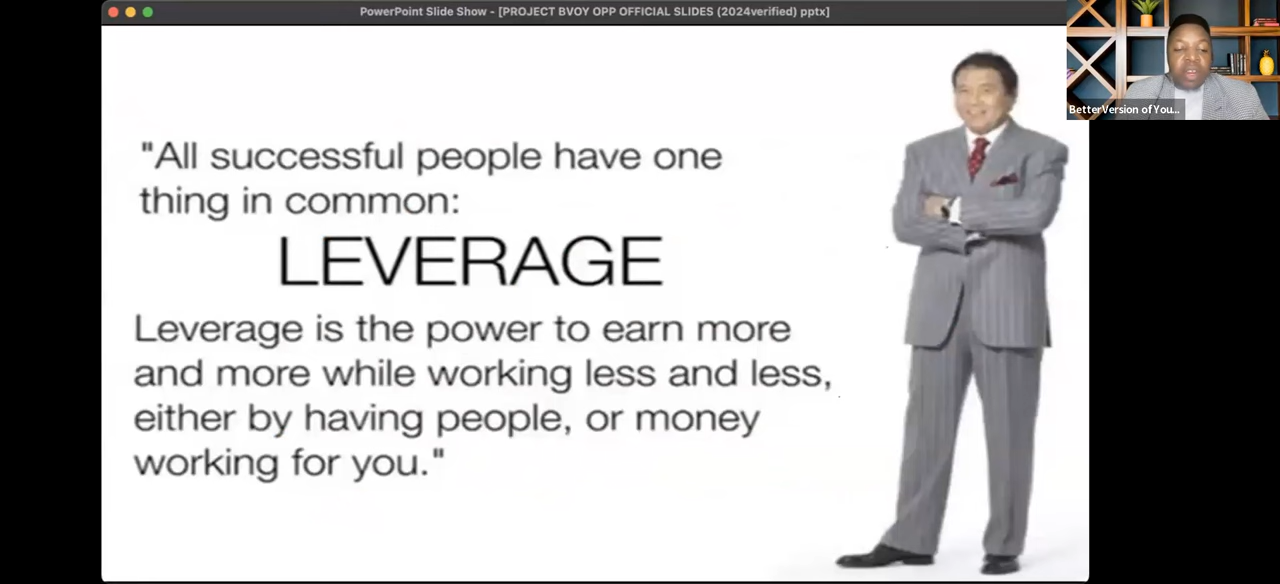 PowerPoint Slide Show - [PROJECT BVOY OPP OFFICIAL SLIDES (2024verified) pptx]
BetterVersion of You...
"All successful people have one
thing in common:
LEVERAGE
Leverage is the power to earn more
and more while working less and less,
either by having people, or money
working for you."